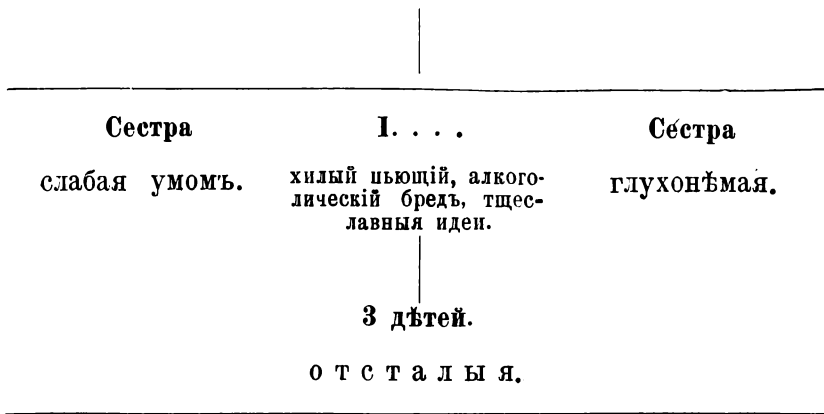 Сестра I. . . . Сестра
слабая умомъ. хилый пьющій, алкого- глухонѣмая.
лическій бредъ, тщес-
лавныя идеи.
3 дѣтей.
отсталыя.